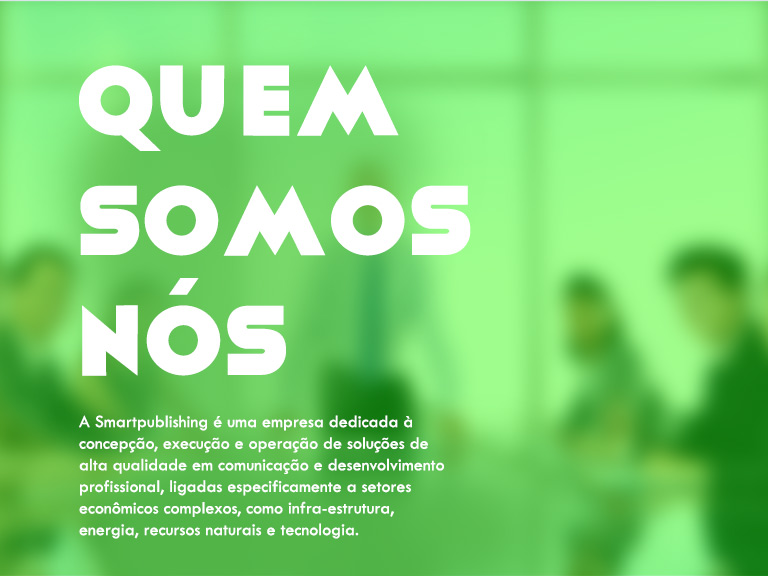 QUEM
SOMOS
NÓS
A Smartpublishing é uma empresa dedicada à
concepção, execução e operação de soluções de
alta qualidade em comunicação e desenvolvimento
profissional, ligadas especificamente a setores
econômicos complexos, como infra-estrutura,
energia, recursos naturais e tecnologia.